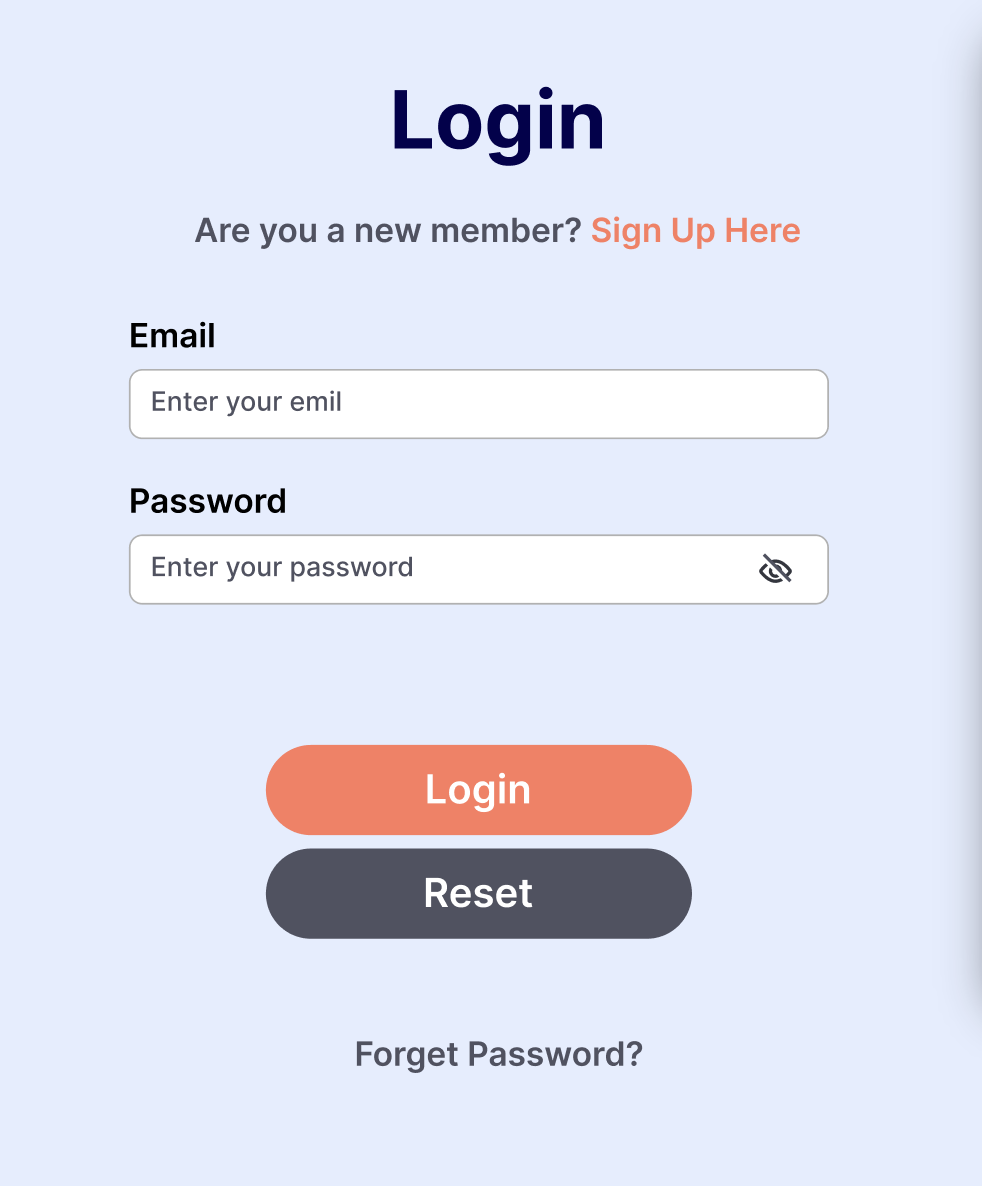 Login
Are you a new member? Sign Up Here
Email
Enter your emil
Password
Enter your password
Login
Reset
Forget Password?